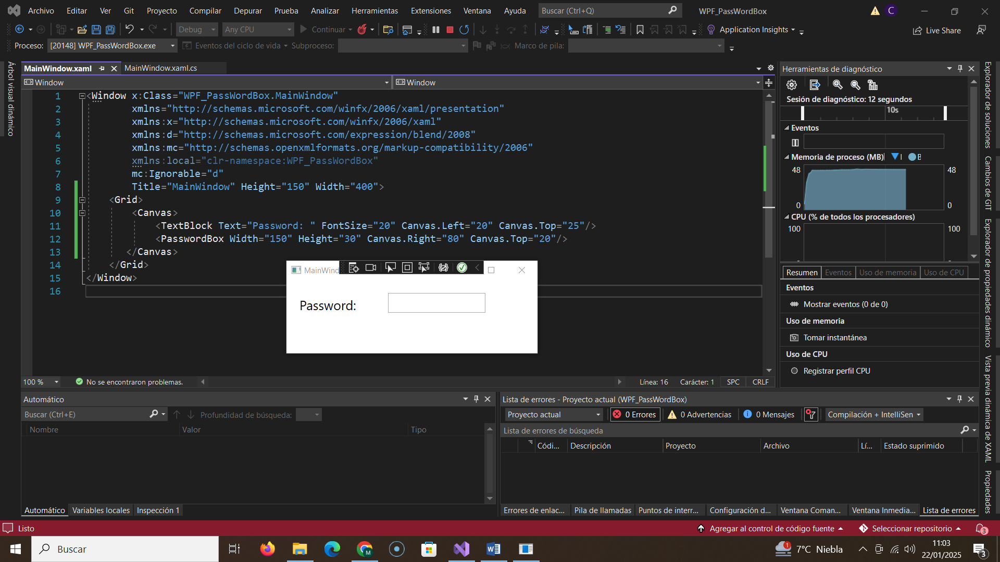 Archivo Editar Ver Git Proyecto Compilar Depurar Prueba Analizar Herramientas Extensiones Ventana Ayuda Buscar (Ctrl+Q) WPF_PassWordBox C
Debug Any CPU Continuar Application Insights Live Share
Proceso: [20148] WPF_PassWordBox.exe Eventos del ciclo de vida Subproceso: Marco de pila:
Árbol visual dinámico
MainWindow.xaml MainWindow.xaml.cs
Window Window
1 <Window x:Class="WPF_PassWordBox.MainWindow"
2 xmlns="http://schemas.microsoft.com/winfx/2006/xaml/presentation"
3 xmlns:x="http://schemas.microsoft.com/winfx/2006/xaml"
4 xmlns:d="http://schemas.microsoft.com/expression/blend/2008"
5 xmlns:mc="http://schemas.openxmlformats.org/markup-compatibility/2006"
6 xmlns:local="clr-namespace:WPF_PassWordBox"
7 mc:Ignorable="d"
8 Title="MainWindow" Height="150" Width="400">
9 <Grid>
10 <Canvas>
11 <TextBlock Text="Password: " FontSize="20" Canvas.Left="20" Canvas.Top="25"/>
12 <PasswordBox Width="150" Height="30" Canvas.Right="80" Canvas.Top="20"/>
13 </Canvas>
14 </Grid>
15 </Window>
16
MainWind
Password:
100 % No se encontraron problemas. Línea: 16 Carácter: 1 SPC CRLF
Herramientas de diagnóstico
Sesión de diagnóstico: 12 segundos
10s
Eventos
Memoria de proceso (MB)
48 48
0 0
CPU (% de todos los procesadores)
100 100
Resumen Eventos Uso de memoria Uso de CPU
Eventos
Mostrar eventos (0 de 0)
Uso de memoria
Tomar instantánea
Uso de CPU
Registrar perfil CPU
Explorador de soluciones
Cambios de GIT
Explorador de propiedades dinámico
Vista previa dinámica de XAML
Propiedades
Automático
Buscar (Ctrl+E) Profundidad de búsqueda:
Nombre Valor Tipo
Automático Variables locales Inspección 1
Lista de errores - Proyecto actual (WPF_PassWordBox)
Proyecto actual 0 Errores 0 Advertencias 0 Mensajes Compilación + IntelliSen
Lista de errores de búsqueda
Códi... Descripción Proyecto Archivo Lí... Estado suprimido
Errores de enlac... Pila de llamadas Puntos de interr... Configuración d... Ventana Coman... Ventana Inmedia... Lista de errores
Listo Agregar al control de código fuente Seleccionar repositorio 3
Buscar 1 7°C Niebla 11:03
22/01/2025 3